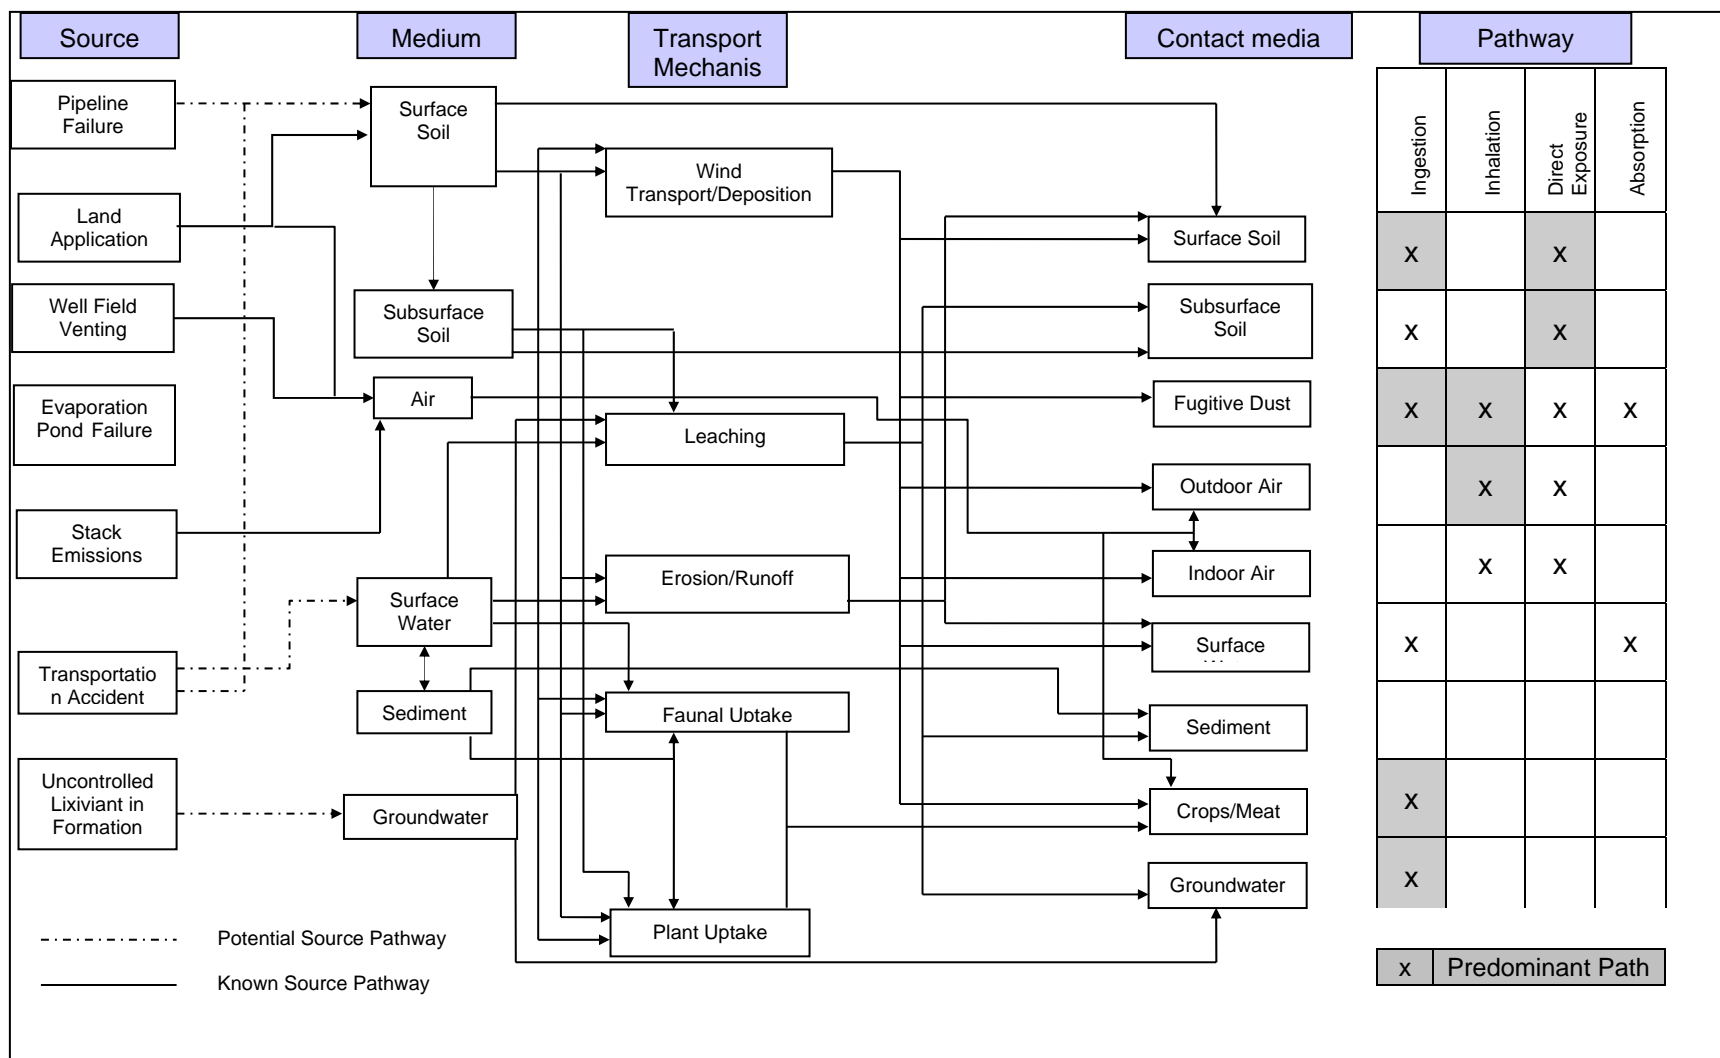 Source
Medium
Transport
Mechanis
Contact media
Pathway
Pipeline
Failure
Land
Application
Well Field
Venting
Evaporation
Pond Failure
Stack
Emissions
Transportatio
n Accident
Uncontrolled
Lixiviant in
Formation
Surface
Soil
Subsurface
Soil
Air
Surface
Water
Sediment
Groundwater
Wind
Transport/Deposition
Leaching
Erosion/Runoff
Faunal Uptake
Plant Uptake
Surface Soil
Subsurface
Soil
Fugitive Dust
Outdoor Air
Indoor Air
Surface
Sediment
Crops/Meat
Groundwater
Ingestion
Inhalation
Direct
Exposure
Absorption
x x
x x
x x x x
x x
x x
x x
x
x
Potential Source Pathway
Known Source Pathway
x Predominant Path